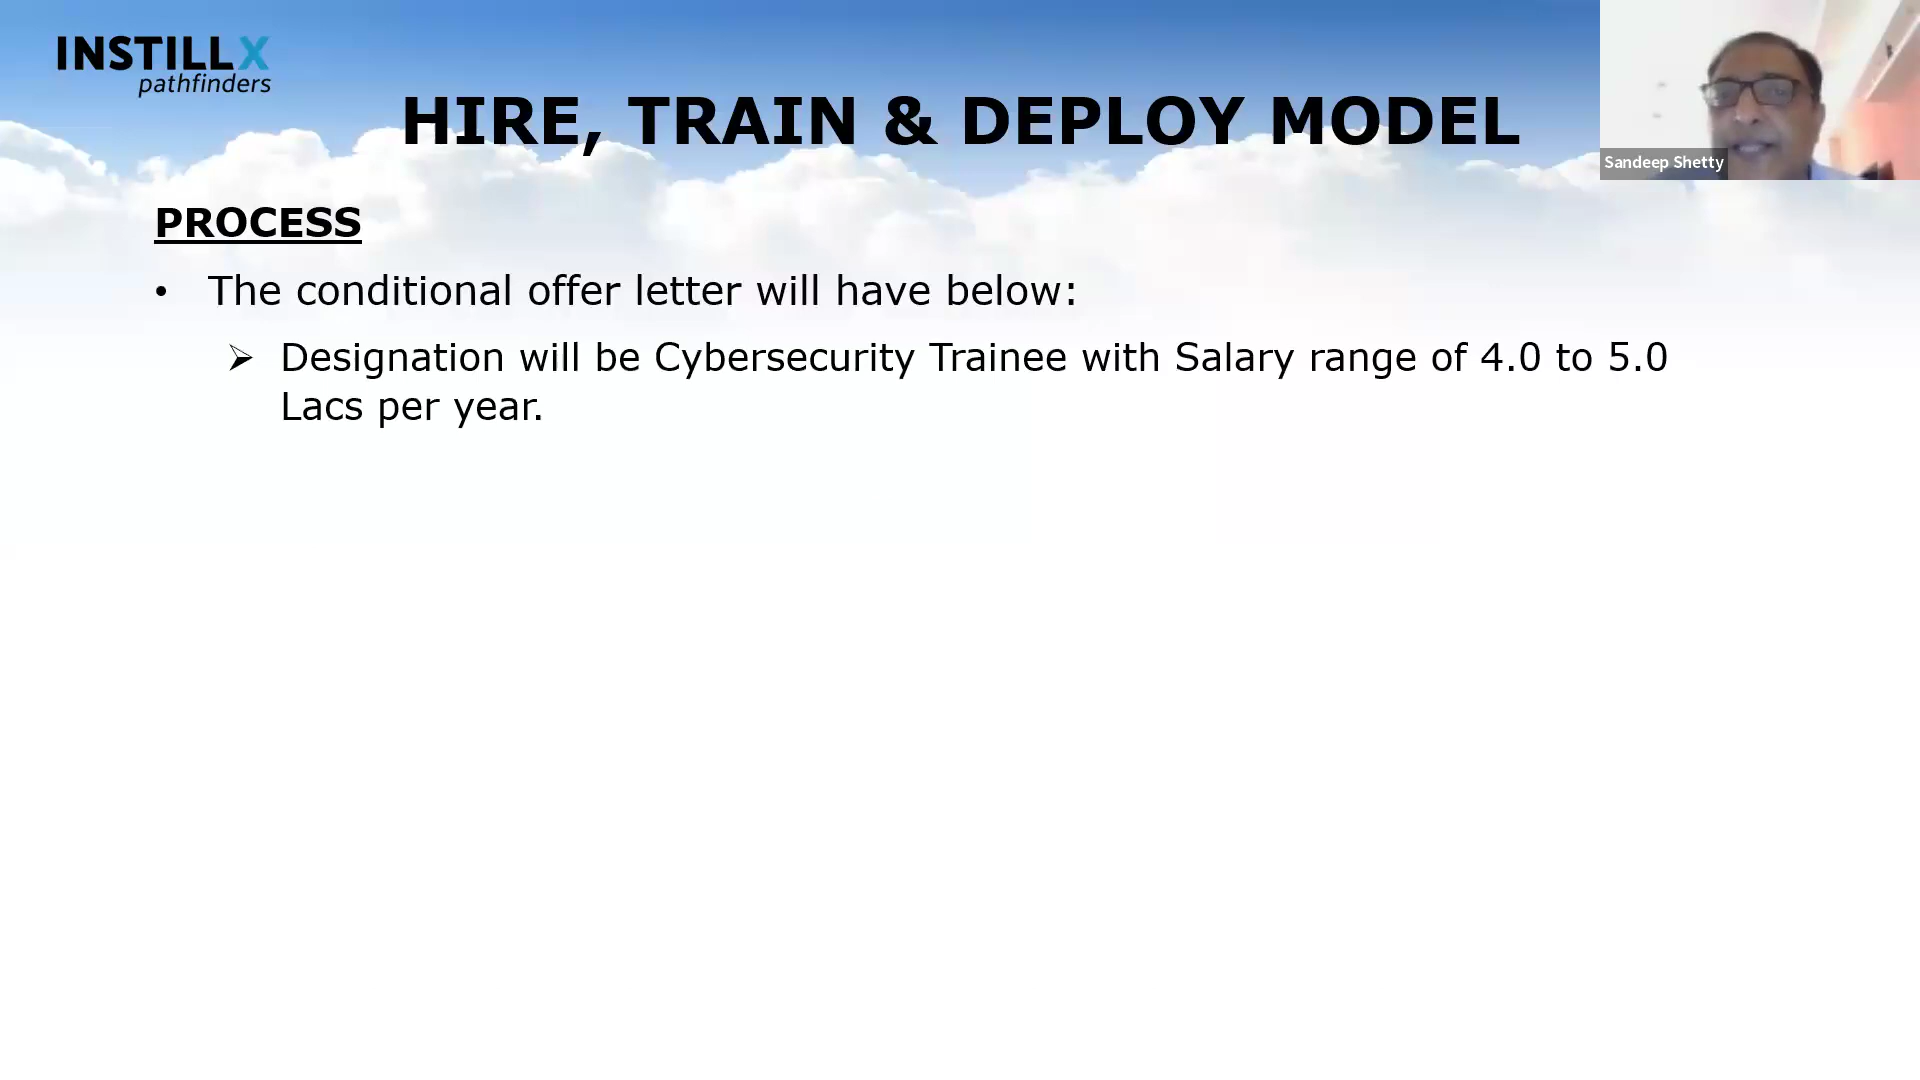 INSTILLX
pathfinders
HIRE, TRAIN & DEPLOY MODEL
Sandeep Shetty
PROCESS
• The conditional offer letter will have below:
➢ Designation will be Cybersecurity Trainee with Salary range of 4.0 to 5.0
Lacs per year.